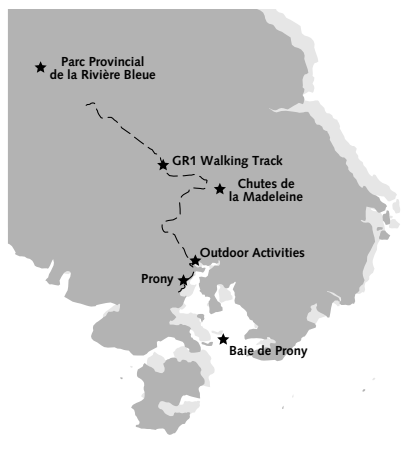 Parc Provincial
de la Rivière Bleue
GR1 Walking Track
Chutes de
la Madeleine
Outdoor Activities
Prony
Baie de Prony